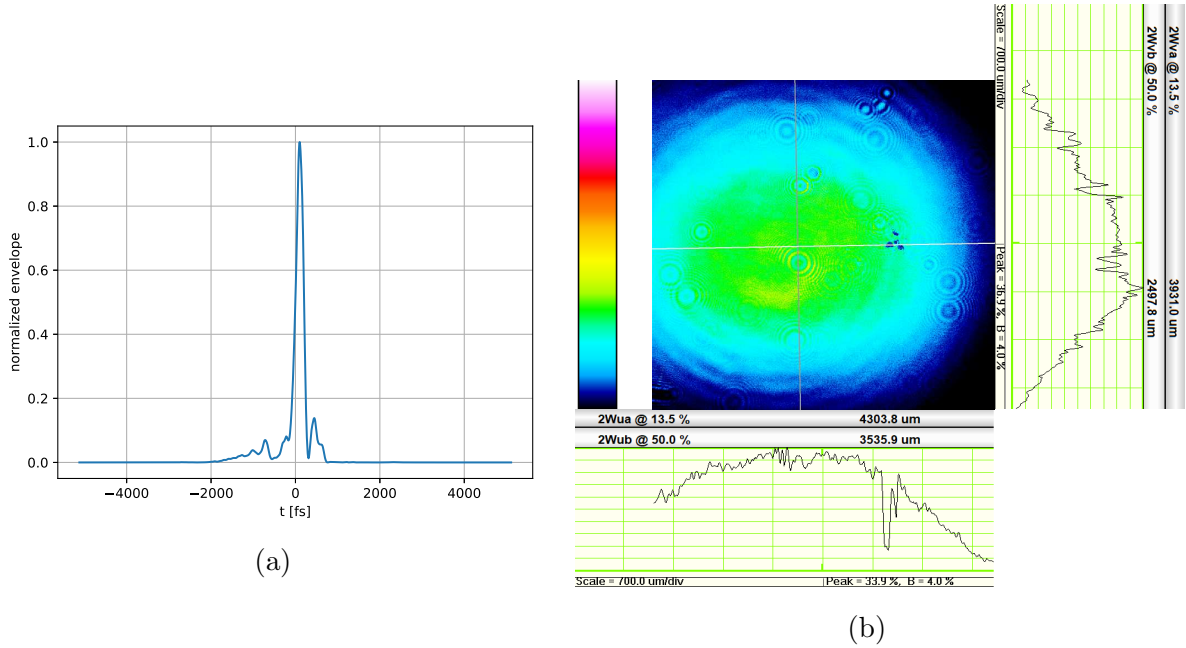 1.0
0.8
0.6
0.4
0.2
0.0
normalized envelope
−4000
−2000
0
2000
4000
t [fs]
(a)
2Wua @ 13.5 % 4303.8 um
2Wub @ 50.0 % 3535.9 um
Scale = 700.0 um/div Peak = 33.9 %, B = 4.0 %
2Wva @ 13.5 % 3931.0 um
2Wvb @ 50.0 % 2497.8 um
Scale = 700.0 um/div Peak = 36.9 %, B = 4.0 %
(b)